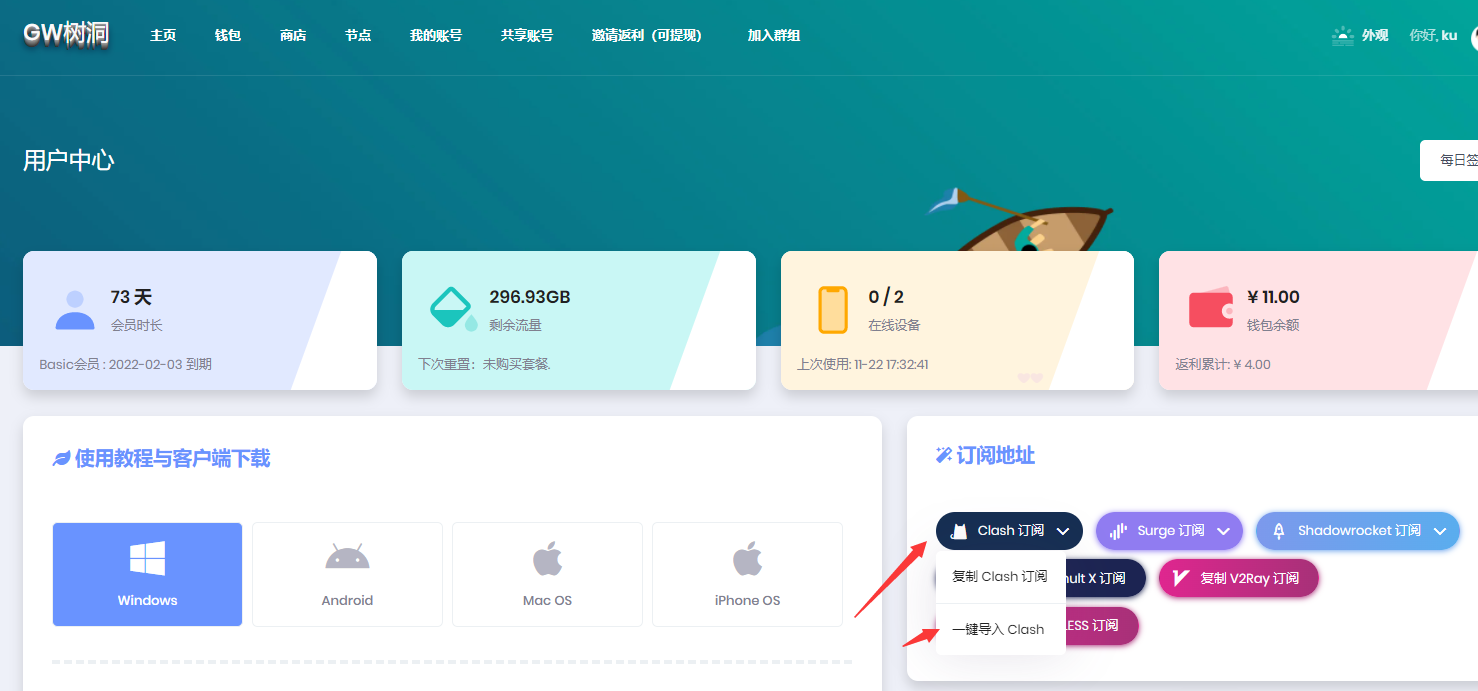 GW树洞 主页 钱包 商店 节点 我的账号 共享账号 邀请返利（可提现） 加入群组 外观 你好, ku
用户中心
每日签
73 天
会员时长
Basic会员 : 2022-02-03 到期
296.93GB
剩余流量
下次重置：未购买套餐.
0 / 2
在线设备
上次使用: 11-22 17:32:41
¥ 11.00
钱包余额
返利累计: ¥ 4.00
使用教程与客户端下载
Windows
Android
Mac OS
iPhone OS
订阅地址
Clash 订阅 Surge 订阅 Shadowrocket 订阅
复制 Clash 订阅
X 订阅 复制 V2Ray 订阅
一键导入 Clash
订阅